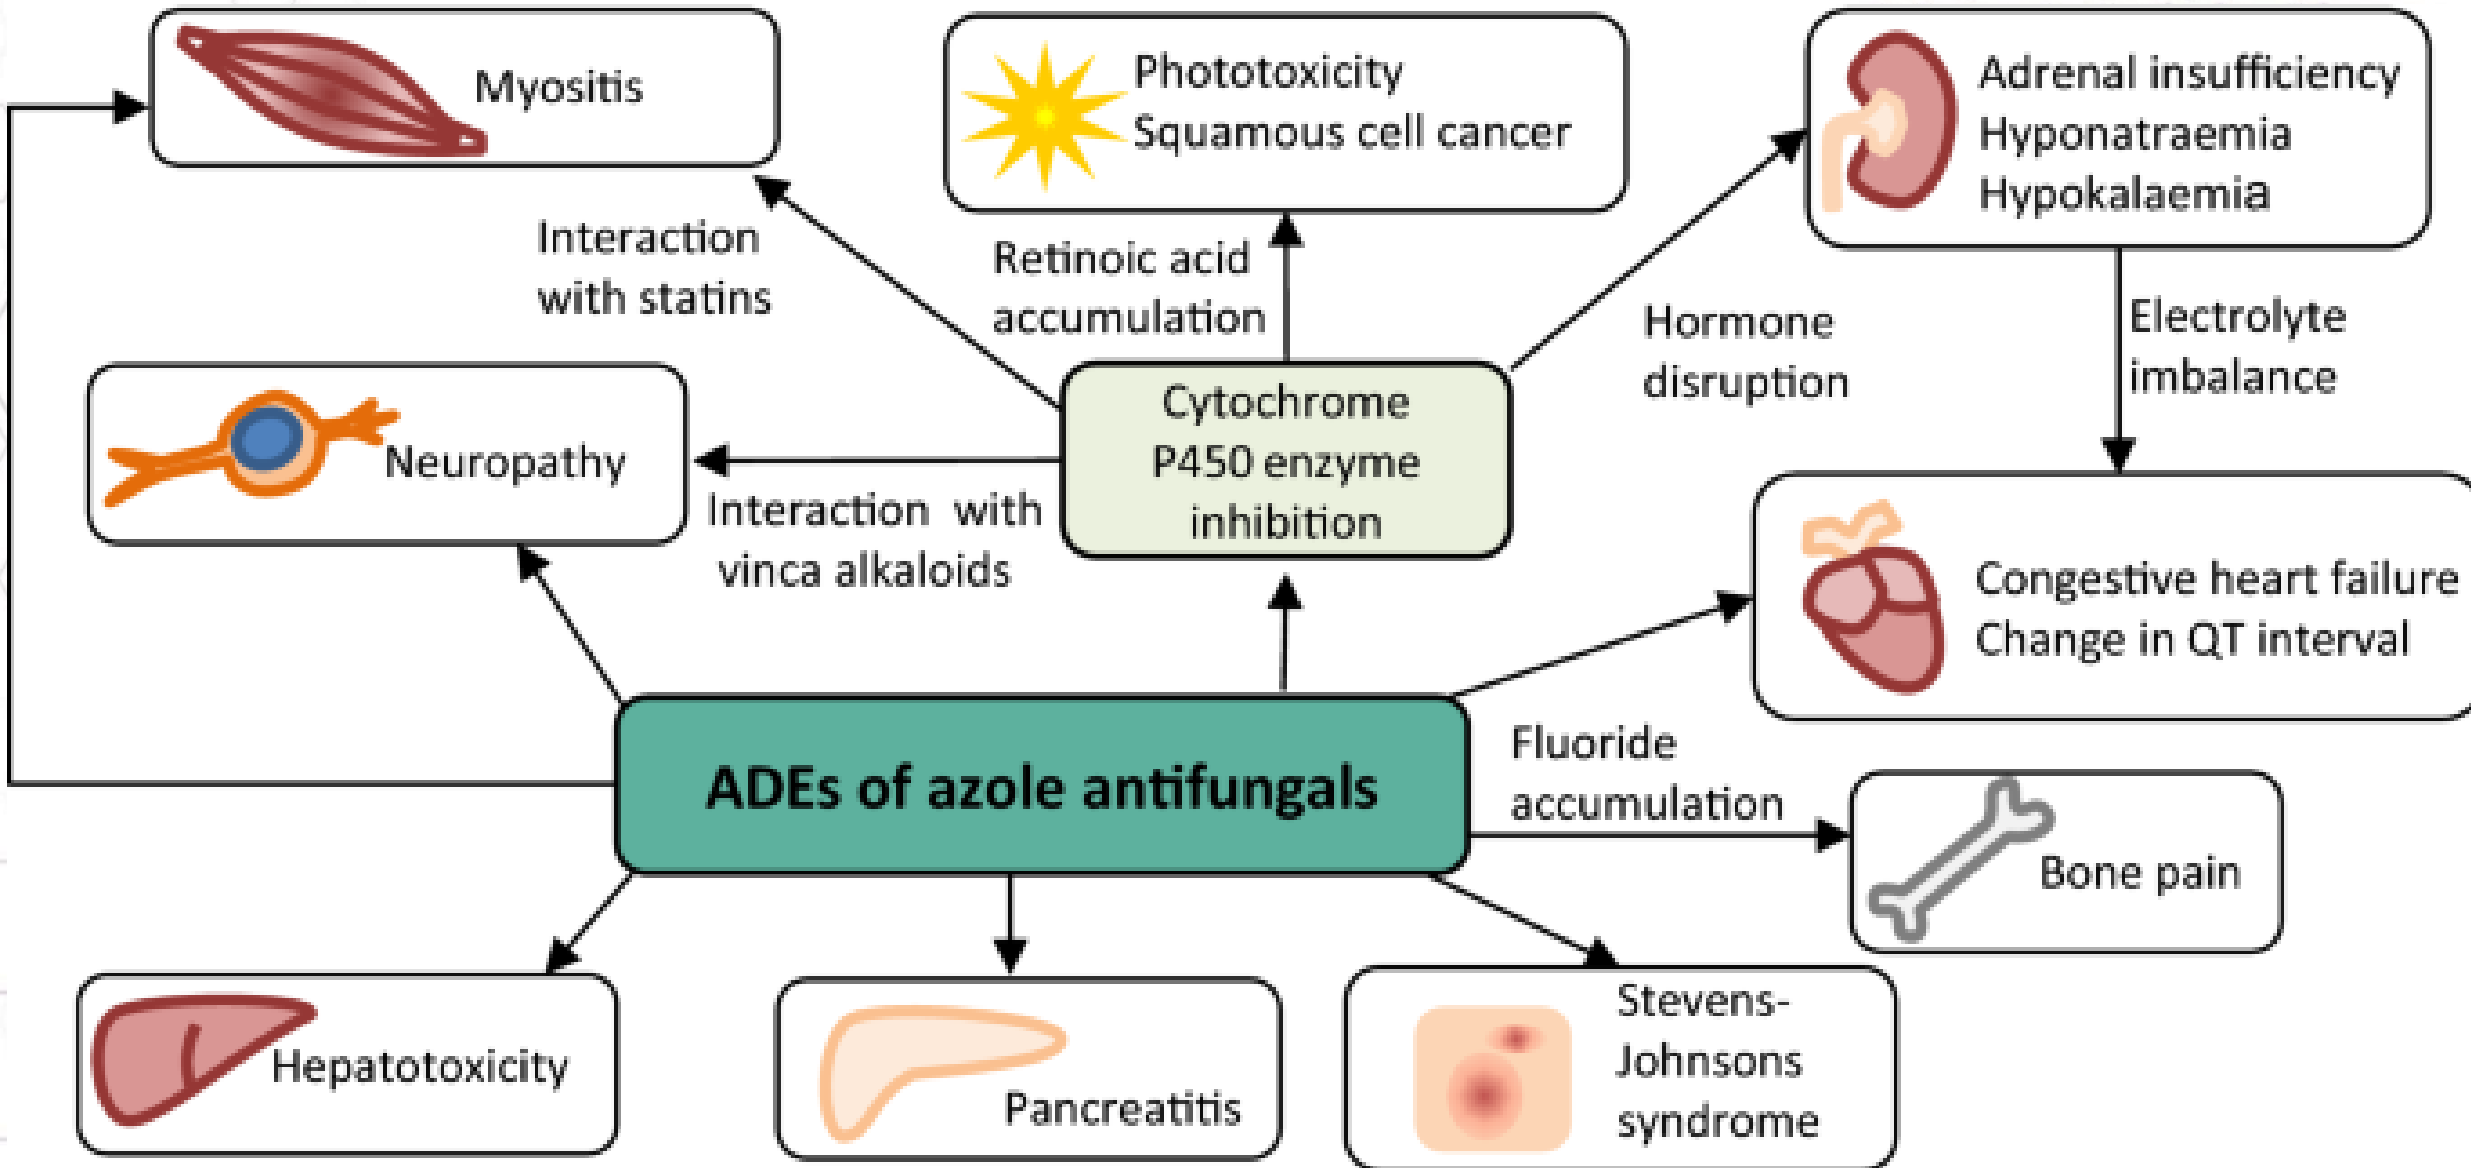 Myositis
Phototoxicity
Squamous cell cancer
Adrenal insufficiency
Hyponatraemia
Hypokalaemia
Interaction
with statins
Retinoic acid
accumulation
Hormone
disruption
Electrolyte
imbalance
Neuropathy
Cytochrome
P450 enzyme
inhibition
Interaction with
vinca alkaloids
Congestive heart failure
Change in QT interval
ADEs of azole antifungals
Fluoride
accumulation
Bone pain
Hepatotoxicity
Pancreatitis
Stevens-
Johnsons
syndrome